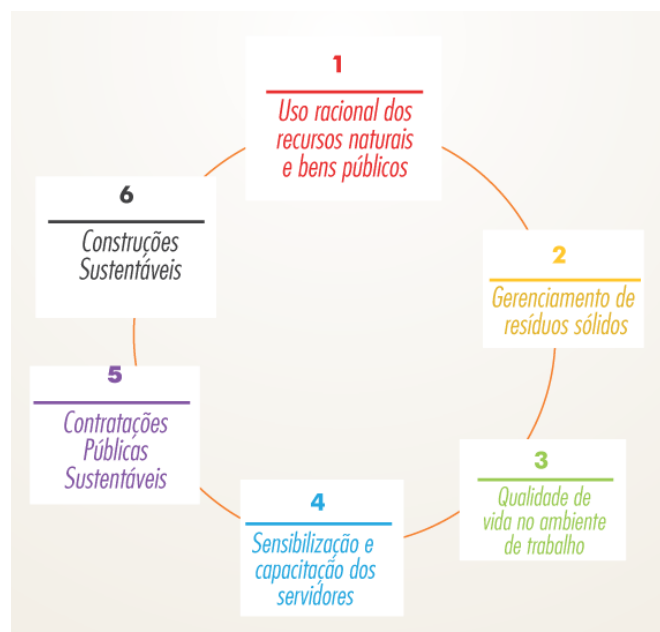 1
Uso racional dos
recursos naturais
e bens públicos
2
Gerenciamento de
resíduos sólidos
3
Qualidade de
vida no ambiente
de trabalho
4
Sensibilização e
capacitação dos
servidores
5
Contratações
Públicas
Sustentáveis
6
Construções
Sustentáveis